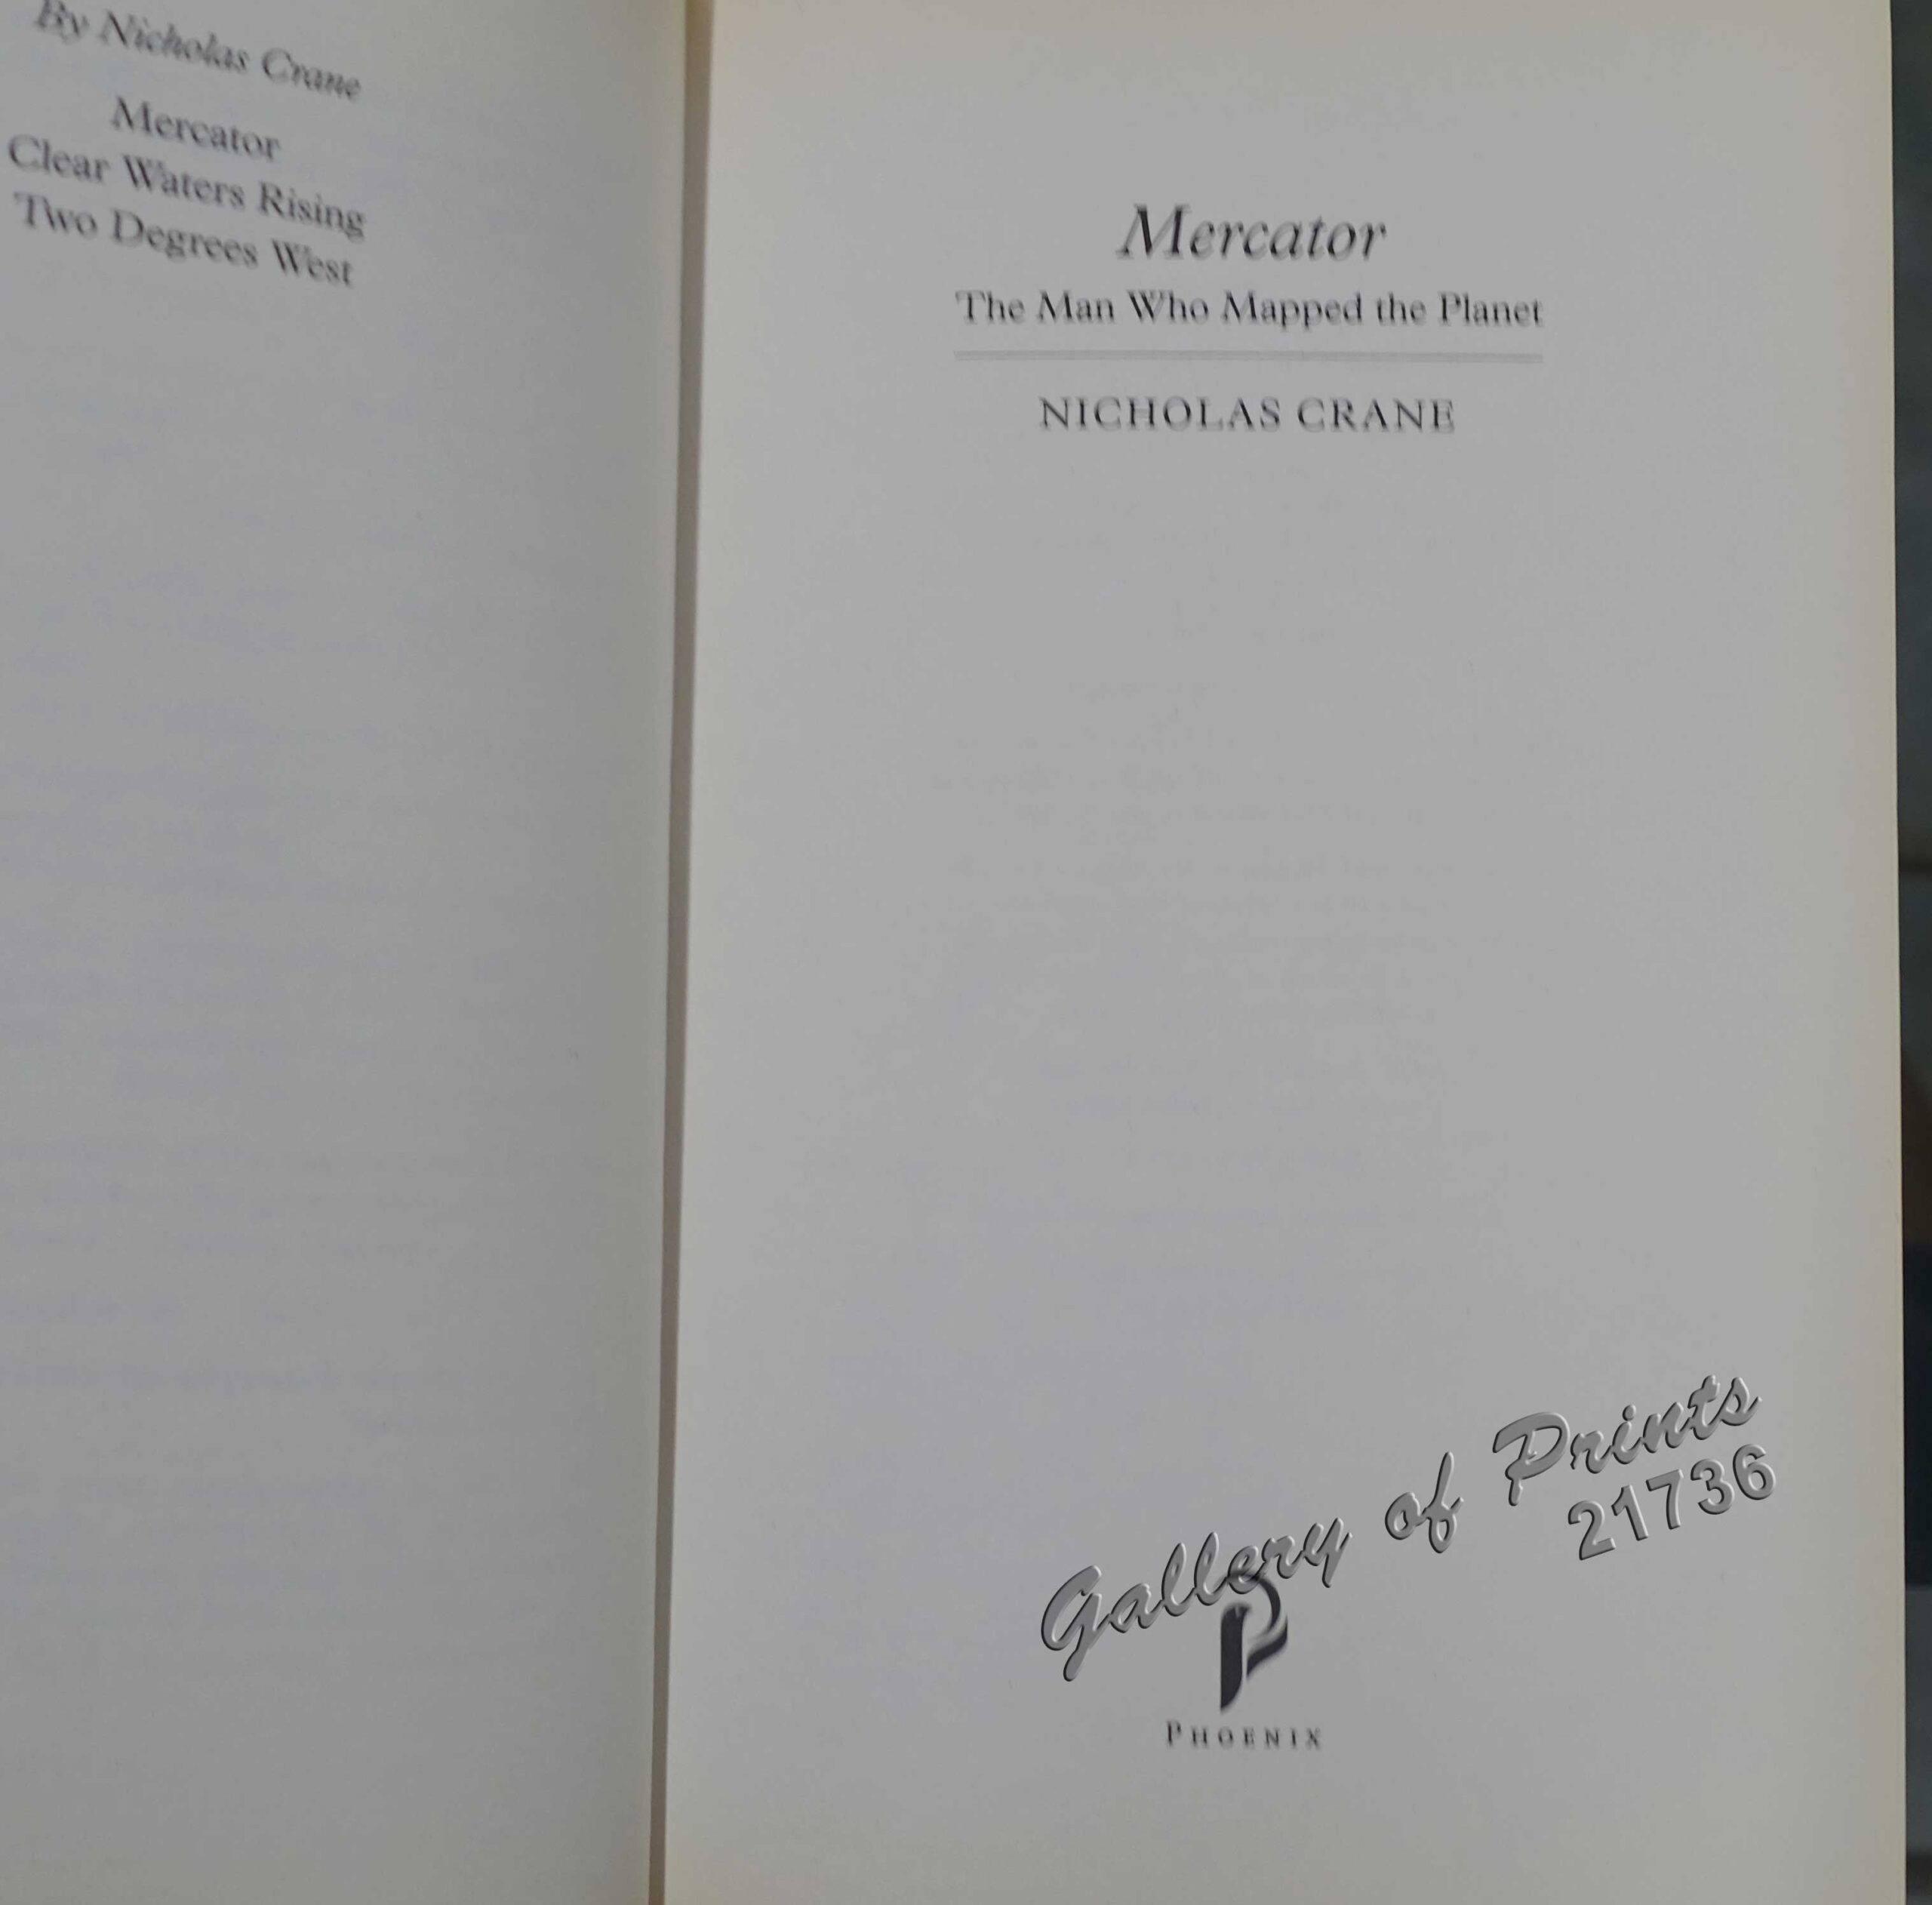 By Nicholas Crane
Mercator
Clear Waters Rising
Two Degrees West
Mercator
The Man Who Mapped the Planet
NICHOLAS CRANE
Gallery of Prints
21736
PHOENIX